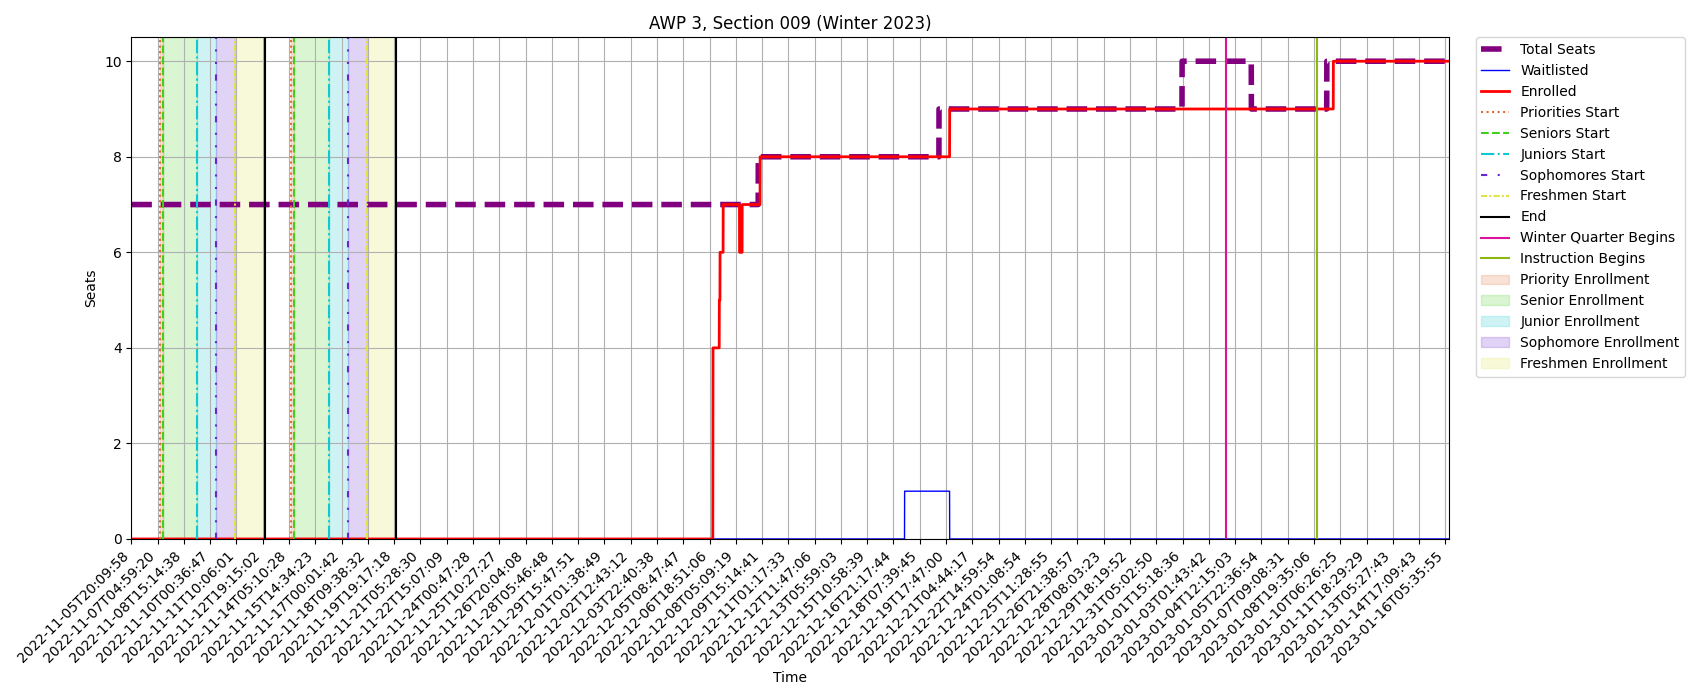 AWP 3, Section 009 (Winter 2023)
Seats
10
8
6
4
2
0
2022-11-05T20:09:58
2022-11-07T04:59:20
2022-11-08T15:14:38
2022-11-10T00:36:47
2022-11-11T10:06:01
2022-11-12T19:15:02
2022-11-14T05:10:28
2022-11-15T14:34:23
2022-11-17T00:01:42
2022-11-18T09:38:32
2022-11-19T19:17:18
2022-11-21T05:28:30
2022-11-22T15:07:09
2022-11-24T00:47:28
2022-11-25T10:27:27
2022-11-26T20:04:08
2022-11-28T05:46:48
2022-11-29T15:47:51
2022-12-01T01:38:49
2022-12-02T12:43:12
2022-12-03T22:40:38
2022-12-05T08:47:47
2022-12-06T18:51:06
2022-12-08T05:09:19
2022-12-09T15:14:41
2022-12-11T01:17:33
2022-12-12T11:47:06
2022-12-13T15:59:03
2022-12-15T10:58:39
2022-12-16T21:17:44
2022-12-18T07:39:45
2022-12-19T17:47:00
2022-12-21T04:44:17
2022-12-22T14:59:54
2022-12-24T01:08:54
2022-12-25T11:28:55
2022-12-26T21:38:57
2022-12-28T08:03:23
2022-12-29T18:19:52
2022-12-31T05:02:50
2023-01-01T15:18:36
2023-01-03T01:43:42
2023-01-04T12:15:03
2023-01-05T22:36:54
2023-01-07T09:08:31
2023-01-08T19:35:06
2023-01-10T06:26:25
2023-01-11T18:29:29
2023-01-13T05:27:43
2023-01-14T17:09:43
2023-01-16T05:35:55
Time
Total Seats
Waitlisted
Enrolled
Priorities Start
Seniors Start
Juniors Start
Sophomores Start
Freshmen Start
End
Winter Quarter Begins
Instruction Begins
Priority Enrollment
Senior Enrollment
Junior Enrollment
Sophomore Enrollment
Freshmen Enrollment